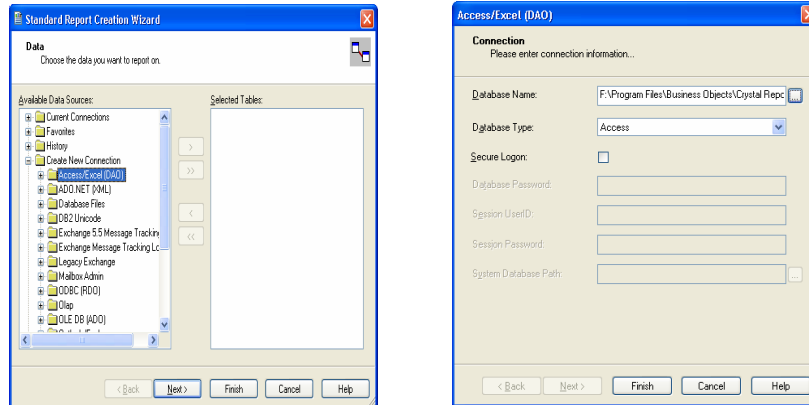 Standard Report Creation Wizard
Data
Choose the data you want to report on.
Available Data Sources:
Selected Tables:
Current Connections
Favorites
History
Create New Connection
Access/Excel (DAO)
ADO.NET (XML)
Database Files
DB2 Unicode
Exchange 5.5 Message Trackin
Exchange Message Tracking Lo
Legacy Exchange
Mailbox Admin
ODBC (RDO)
Olap
OLE DB (ADO)
>
>>
<
<<
< Back
Next >
Finish
Cancel
Help
Access/Excel (DAO)
Connection
Please enter connection information...
Database Name:
F:\Program Files\Business Objects\Crystal Repc
...
Database Type:
Access
Secure Logon:
Database Password:
Session UserID:
Session Password:
System Database Path:
...
< Back
Next >
Finish
Cancel
Help